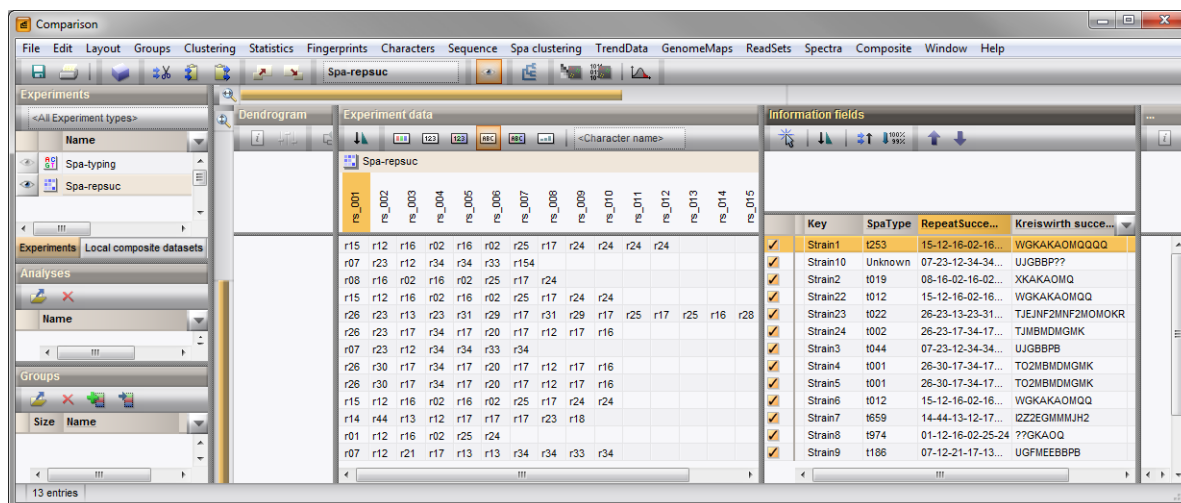 Comparison
File Edit Layout Groups Clustering Statistics Fingerprints Characters Sequence Spa clustering TrendData GenomeMaps ReadSets Spectra Composite Window Help
Spa-repsuc
Experiments
<All Experiment types>
Name
Spa-typing
Spa-repsuc
Experiments Local composite datasets
Analyses
Name
Groups
Size Name
Dendrogram
Experiment data
<Character name>
Spa-repsuc
rs_001 rs_002 rs_003 rs_004 rs_005 rs_006 rs_007 rs_008 rs_009 rs_010 rs_011 rs_012 rs_013 rs_014 rs_015
r15 r12 r16 r02 r16 r02 r25 r17 r24 r24 r24 r24
r07 r23 r12 r34 r34 r33 r154
r08 r16 r02 r16 r02 r25 r17 r24
r15 r12 r16 r02 r16 r02 r25 r17 r24 r24
r26 r23 r13 r23 r31 r29 r17 r31 r29 r17 r25 r17 r25 r16 r28
r26 r23 r17 r34 r17 r20 r17 r12 r17 r16
r07 r23 r12 r34 r34 r33 r34
r26 r30 r17 r34 r17 r20 r17 r12 r17 r16
r26 r30 r17 r34 r17 r20 r17 r12 r17 r16
r15 r12 r16 r02 r16 r02 r25 r17 r24 r24
r14 r44 r13 r12 r17 r17 r17 r23 r18
r01 r12 r16 r02 r25 r24
r07 r12 r21 r17 r13 r13 r34 r34 r33 r34
Information fields
Key SpaType RepeatSucce... Kreiswirth succe...
Strain1 t253 15-12-16-02-16... WGKAKAOMQQQQ
Strain10 Unknown 07-23-12-34-34... UJGBBP??
Strain2 t019 08-16-02-16-02... XKAKAOMQ
Strain22 t012 15-12-16-02-16... WGKAKAOMQQ
Strain23 t022 26-23-13-23-31... TJEJNF2MNF2MOMOKR
Strain24 t002 26-23-17-34-17... TJMBMDMGMK
Strain3 t044 07-23-12-34-34... UJGBBPB
Strain4 t001 26-30-17-34-17... TO2MBMDMGMK
Strain5 t001 26-30-17-34-17... TO2MBMDMGMK
Strain6 t012 15-12-16-02-16... WGKAKAOMQQ
Strain7 t659 14-44-13-12-17... I2Z2EGMMMJH2
Strain8 t974 01-12-16-02-25-24 ??GKAOQ
Strain9 t186 07-12-21-17-13... UGFMEEBBPB
...
13 entries